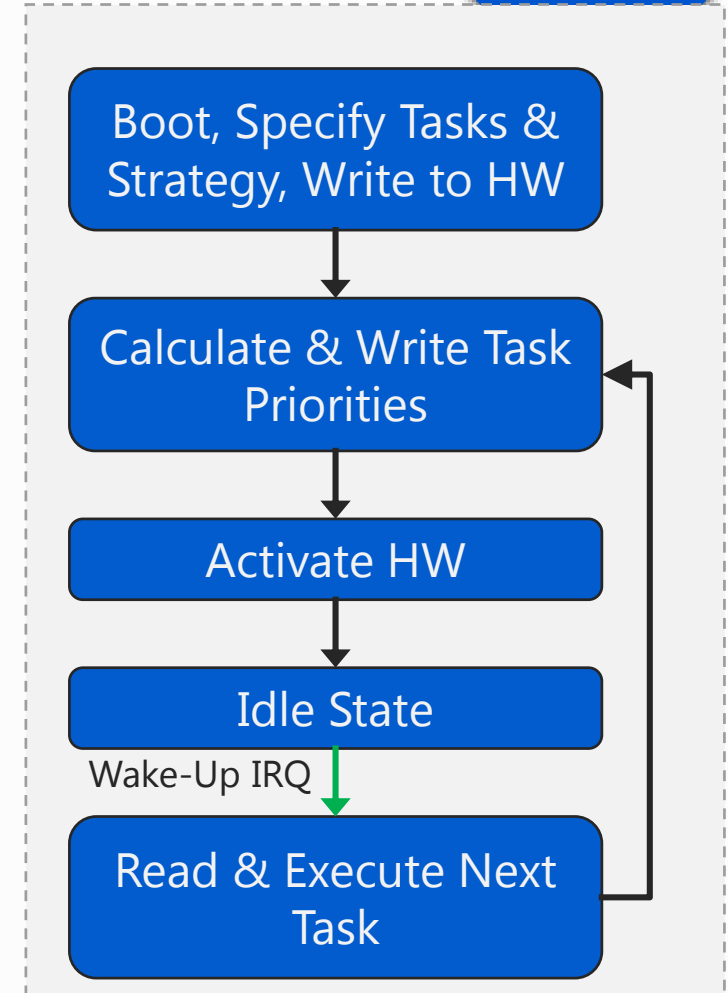 Boot, Specify Tasks &
Strategy, Write to HW
Calculate & Write Task
Priorities
Activate HW
Idle State
Wake-Up IRQ
Read & Execute Next
Task